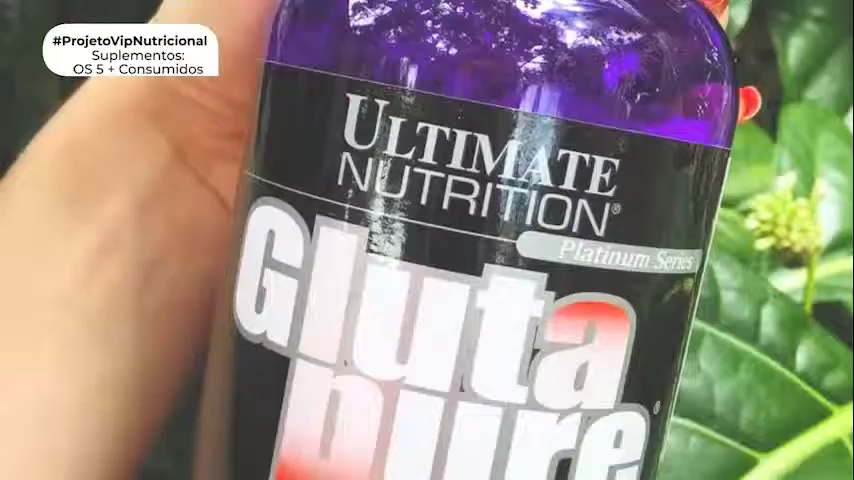 #ProjetoVipNutricional
Suplementos:
OS 5 + Consumidos
ULTIMATE
NUTRITION®
Platinum Series
Gluta
pure®